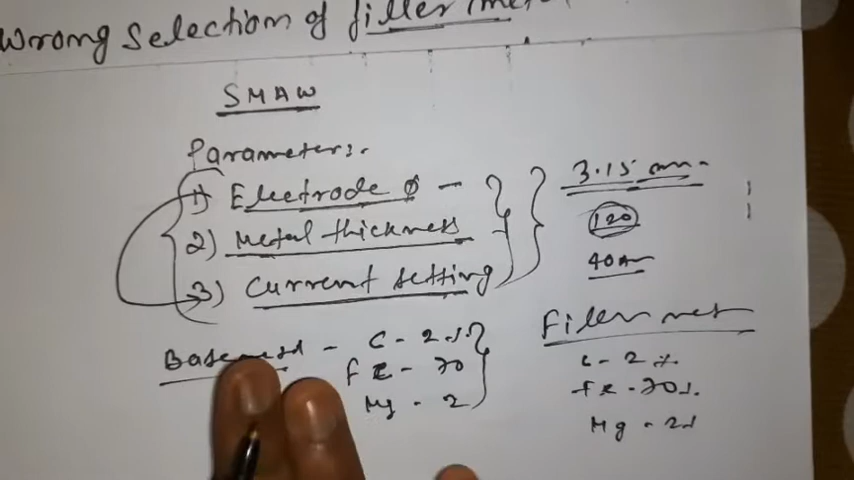 Wrong Selection of filler
SMAW
Parameters:-
1) Electrode ϕ -
2) Metal thickness
3) Current setting
3.15 mm
120
40
Base - C - 2 %
Fe - 70
Mg - 2
Filler met
C - 2 %
Fe - 70%
Mg - 2%